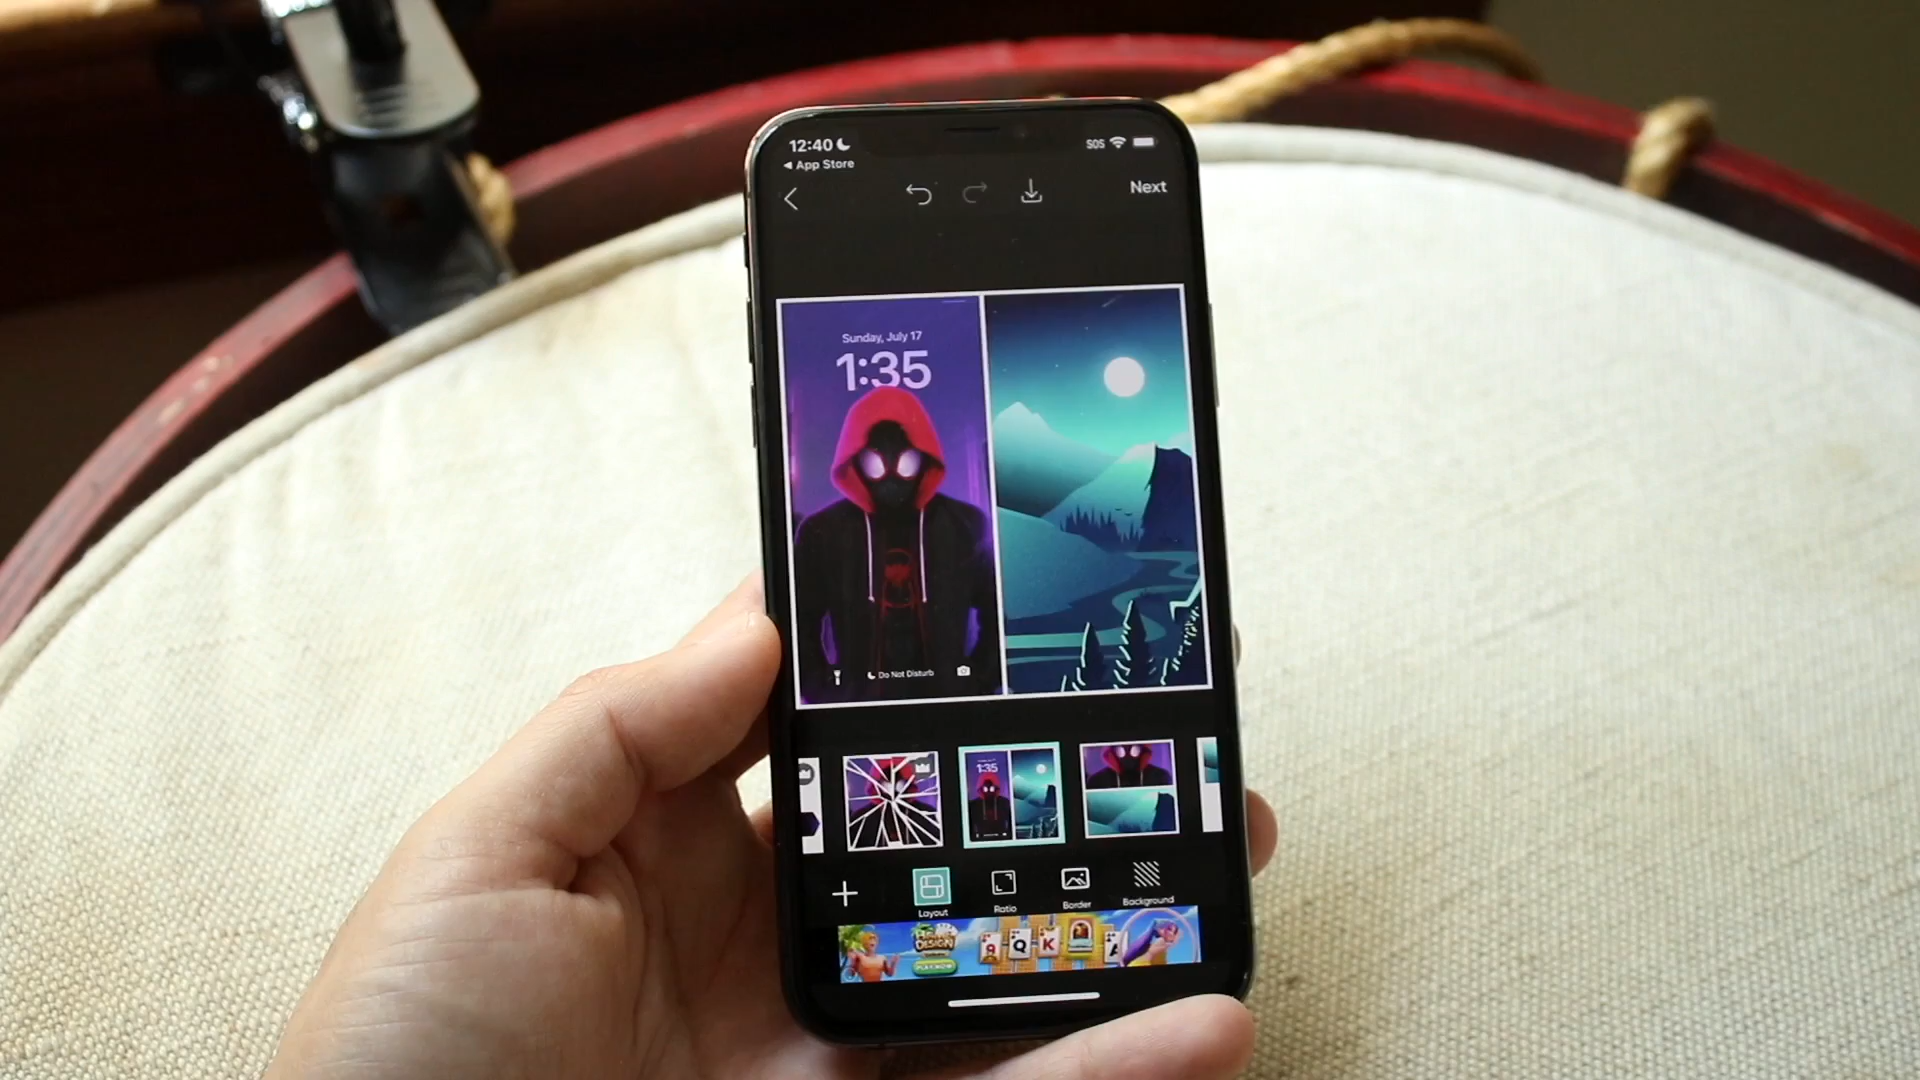 12:40
SOS
◀ App Store
Next
Sunday, July 17
1:35
Do Not Disturb
1:35
Layout
Ratio
Border
Background
DESIGN
Q
K
A